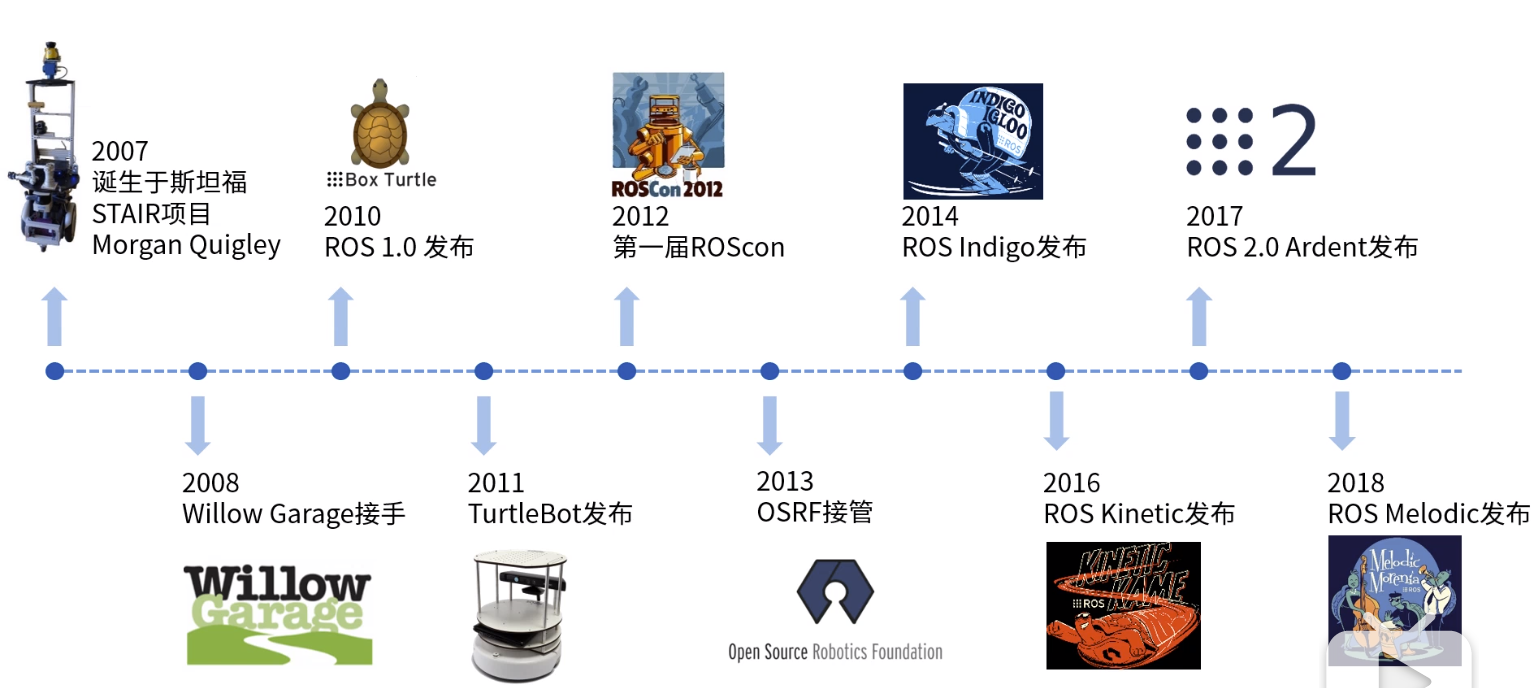 2007
诞生于斯坦福
STAIR项目
Morgan Quigley
Box Turtle
2010
ROS 1.0 发布
ROSCon 2012
2012
第一届ROScon
INDIGO
IGLOO
ROS
2014
ROS Indigo发布
2
2017
ROS 2.0 Ardent发布
2008
Willow Garage接手
Willow
Garage
2011
TurtleBot发布
2013
OSRF接管
Open Source Robotics Foundation
2016
ROS Kinetic发布
KINETIC
KAME
ROS
2018
ROS Melodic发布
Melodic
Morenia
ROS